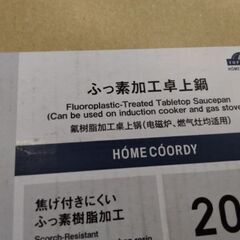 ふっ素加工卓上鍋
Fluoroplastic-Treated Tabletop Saucepan
(Can be used on induction cooker and gas stove
氟树脂加工桌上锅(电磁炉、燃气灶均适用)
HOME
HÓME CÓORDY
焦げ付きにくい
ふっ素樹脂加工
20
Scorch-Resistant